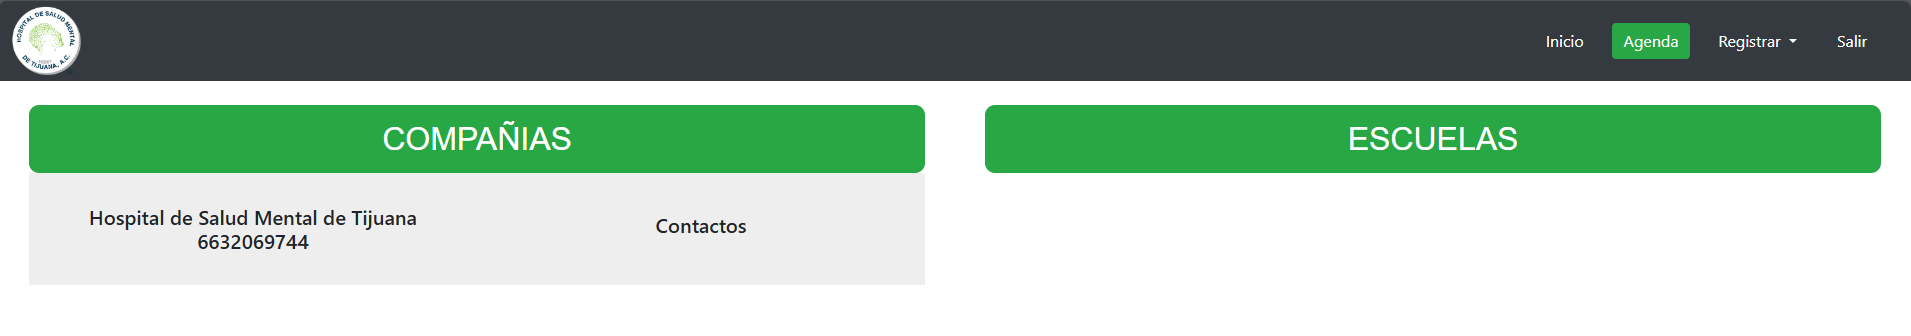 HOSPITAL DE SALUD MENTAL
DE TIJUANA, A.C.
Inicio
Agenda
Registrar
Salir
COMPAÑIAS
ESCUELAS
Hospital de Salud Mental de Tijuana
6632069744
Contactos